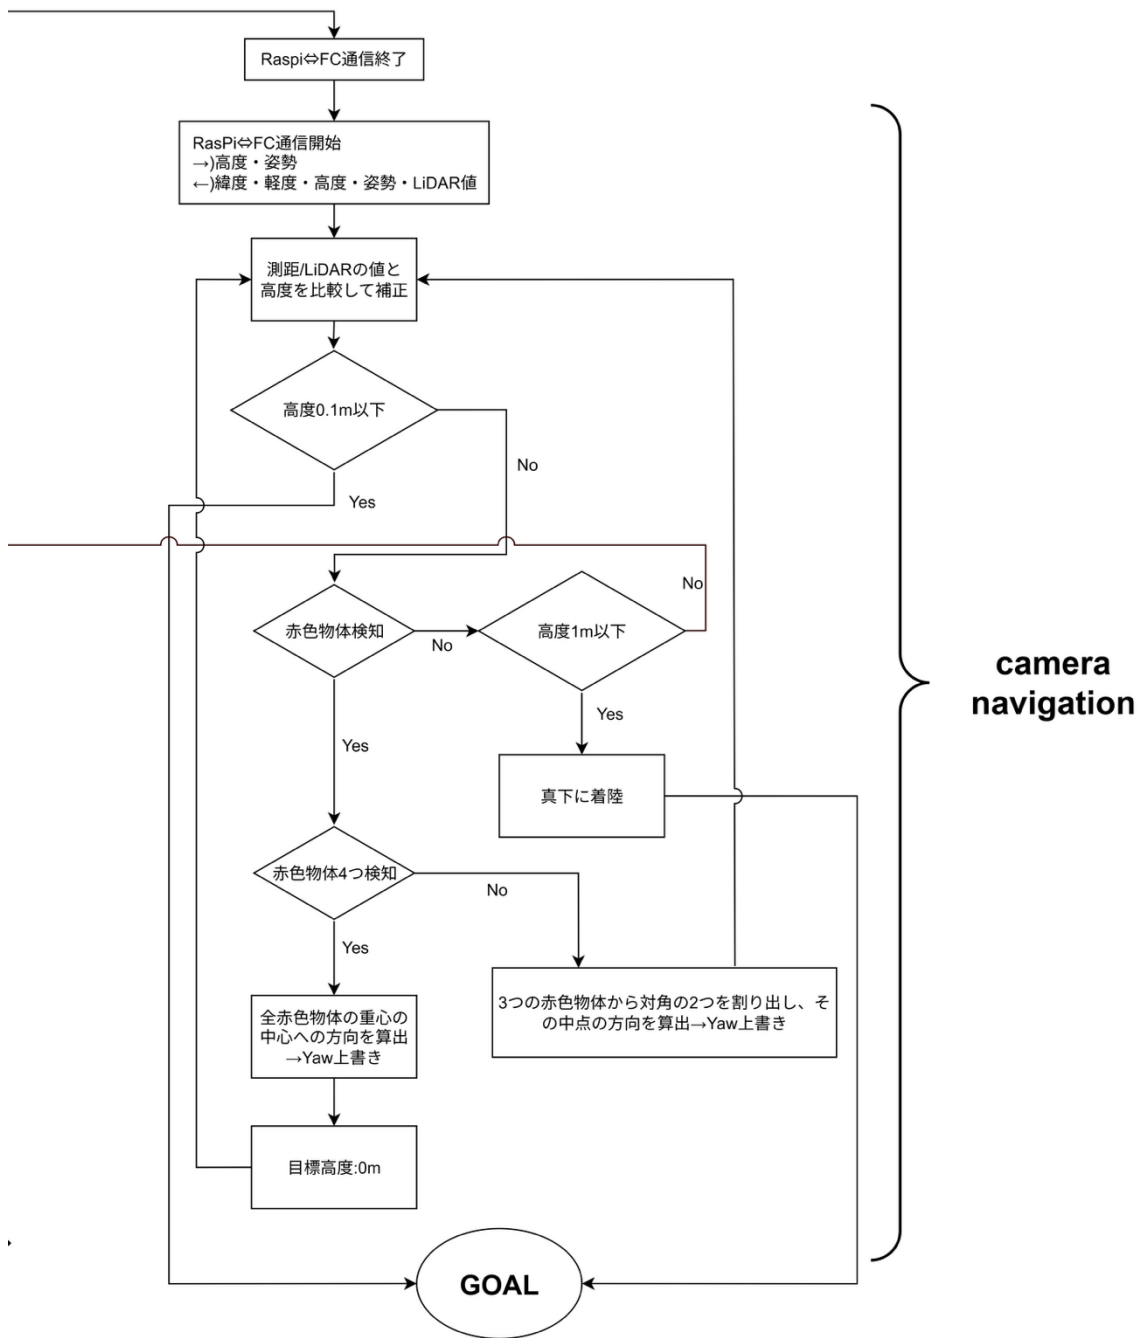 Raspi⇔FC通信終了
RasPi⇔FC通信開始
→)高度・姿勢
←)緯度・軽度・高度・姿勢・LiDAR値
測距/LiDARの値と
高度を比較して補正
高度0.1m以下
No
Yes
赤色物体検知
No
高度1m以下
No
Yes
Yes
真下に着陸
camera
navigation
赤色物体4つ検知
No
Yes
3つの赤色物体から対角の2つを割り出し、そ
の中点の方向を算出→Yaw上書き
全赤色物体の重心の
中心への方向を算出
→Yaw上書き
目標高度:0m
GOAL